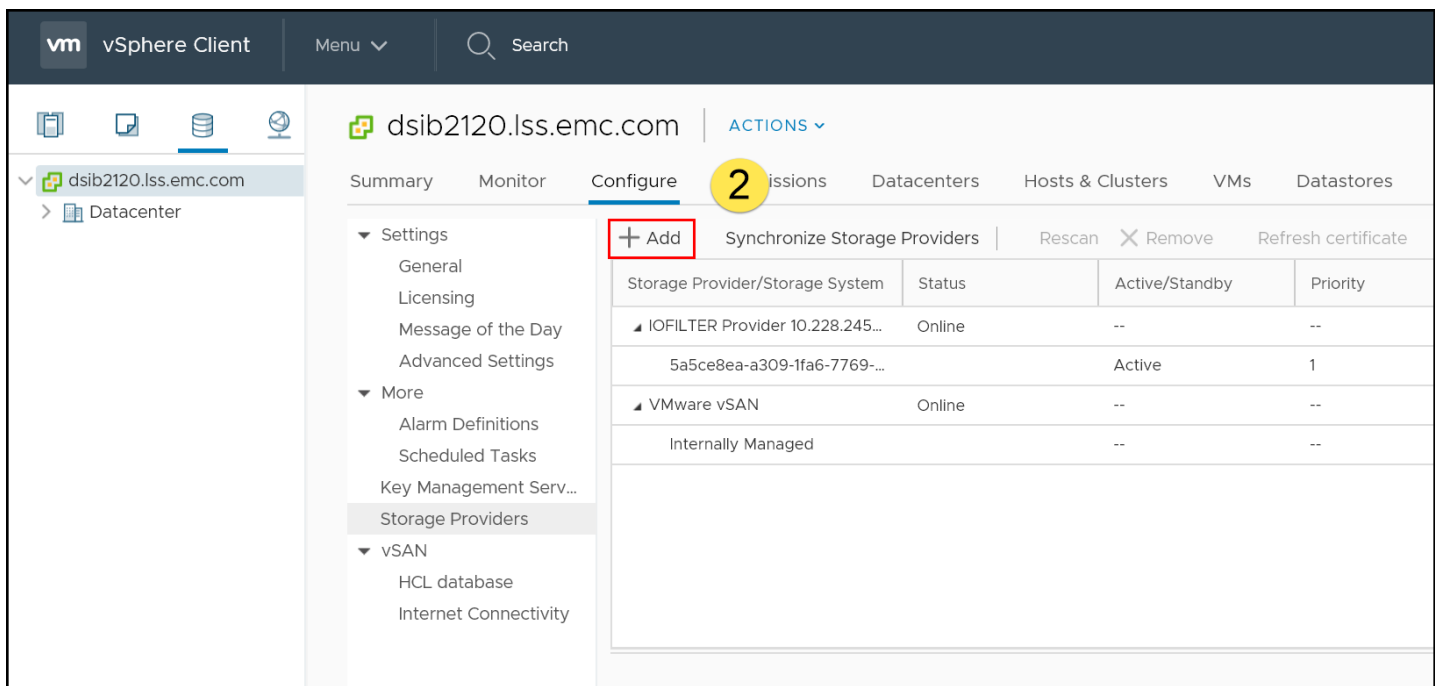 vm vSphere Client Menu Search
dsib2120.lss.emc.com ACTIONS
dsib2120.lss.emc.com
Datacenter
Summary Monitor Configure 2 issions Datacenters Hosts & Clusters VMs Datastores
Settings
General
Licensing
Message of the Day
Advanced Settings
More
Alarm Definitions
Scheduled Tasks
Key Management Serv...
Storage Providers
vSAN
HCL database
Internet Connectivity
+ Add Synchronize Storage Providers | Rescan X Remove Refresh certificate
Storage Provider/Storage System Status Active/Standby Priority
IOFILTER Provider 10.228.245... Online -- --
5a5ce8ea-a309-1fa6-7769-... Active 1
VMware vSAN Online -- --
Internally Managed -- --